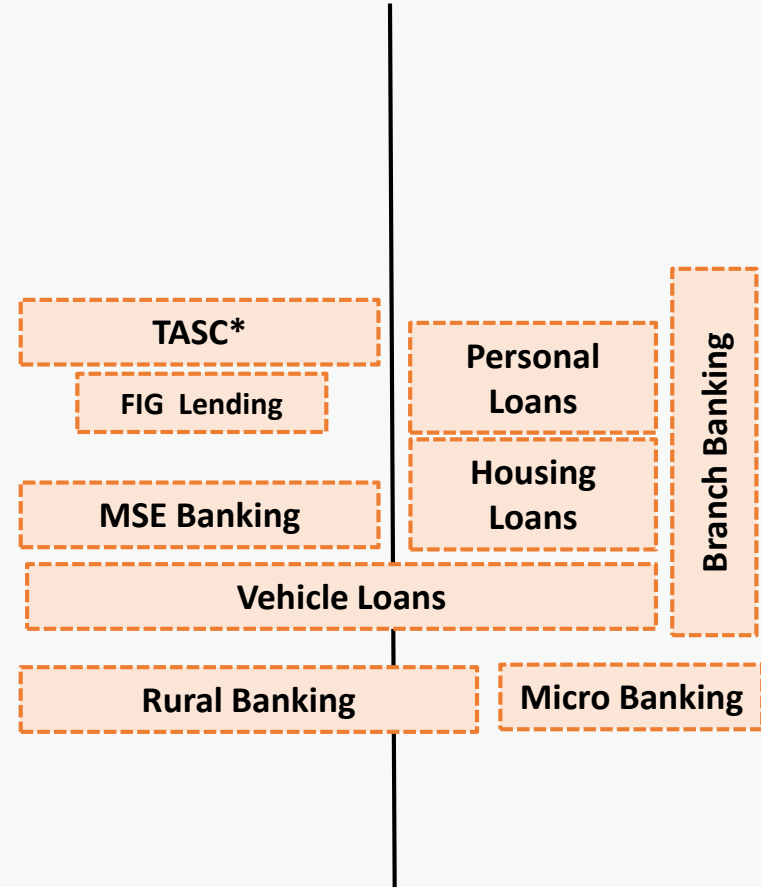 TASC*
FIG Lending
MSE Banking
Personal
Loans
Housing
Loans
Branch Banking
Vehicle Loans
Rural Banking
Micro Banking